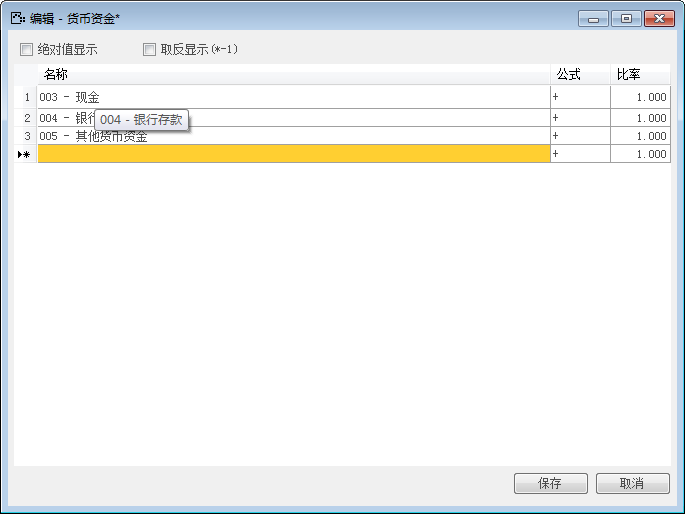 编辑 - 货币资金*
绝对值显示 取反显示(*-1)
名称 公式 比率
1 003 - 现金 + 1.000
2 004 - 银行 + 1.000
004 - 银行存款
3 005 - 其他货币资金 + 1.000
+ 1.000
保存 取消